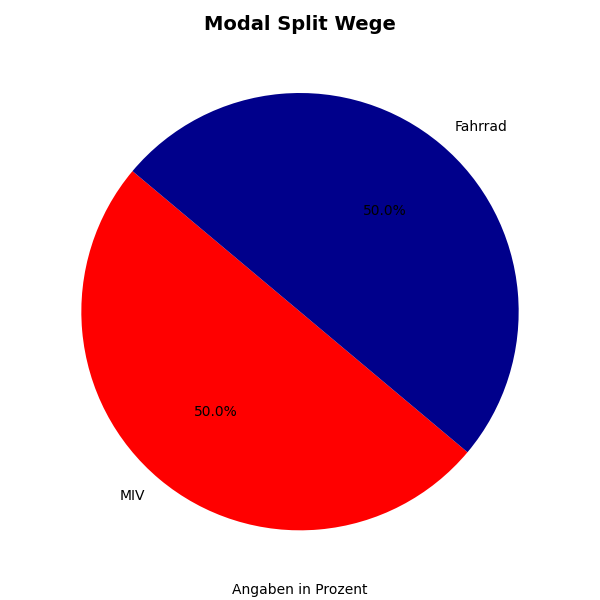 Modal Split Wege
Fahrrad
50.0%
50.0%
MIV
Angaben in Prozent